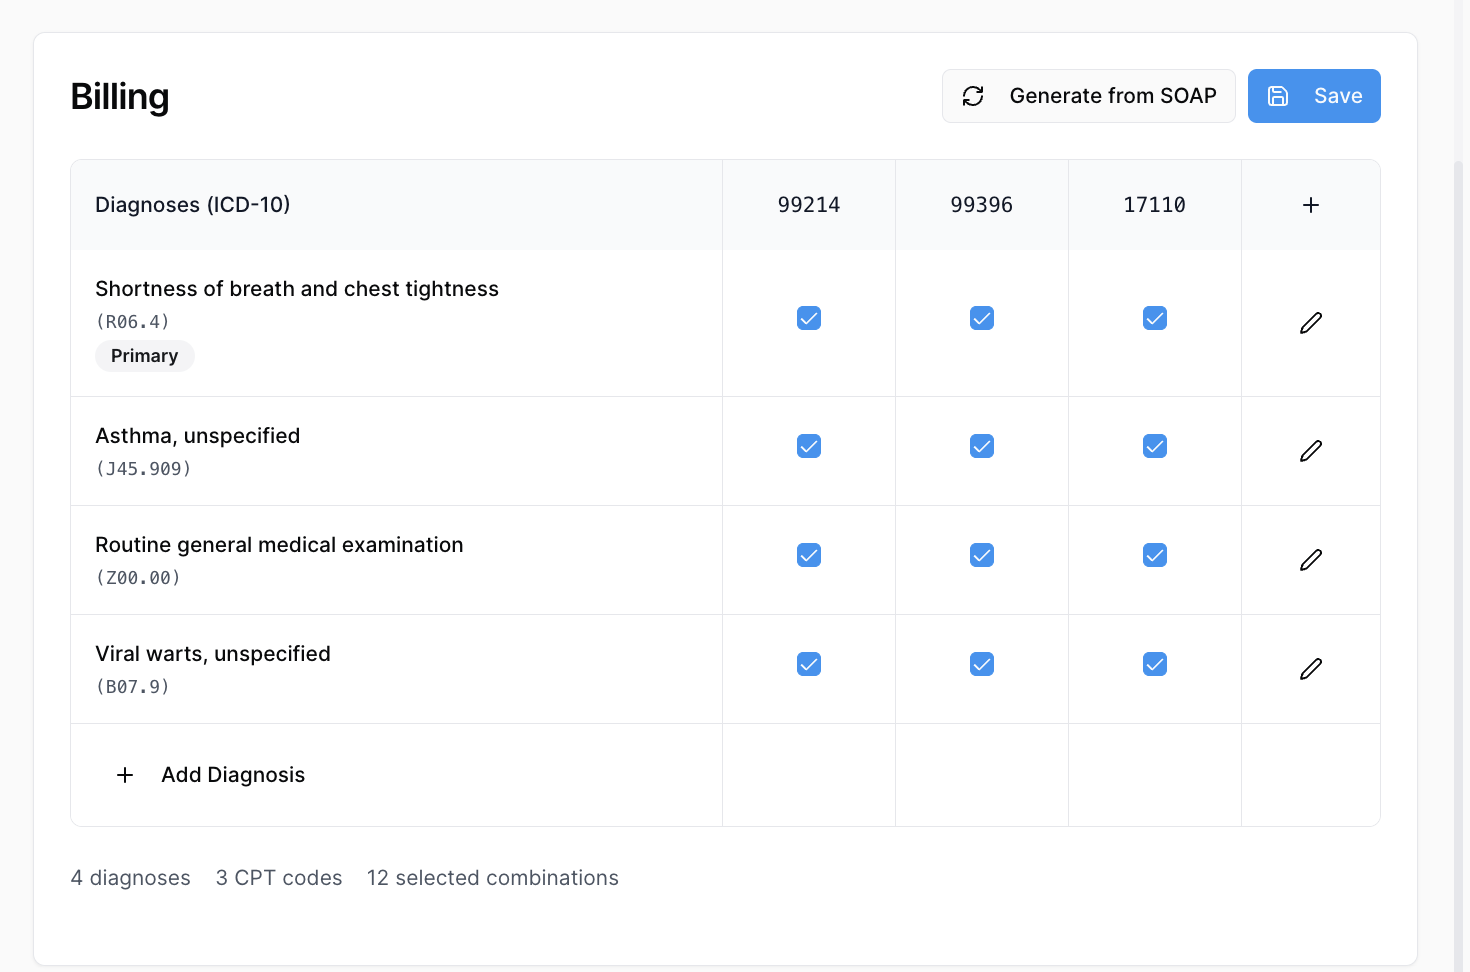 Billing
Generate from SOAP
Save
Diagnoses (ICD-10)
99214
99396
17110
+
Shortness of breath and chest tightness
(R06.4)
Primary
Asthma, unspecified
(J45.909)
Routine general medical examination
(Z00.00)
Viral warts, unspecified
(B07.9)
+ Add Diagnosis
4 diagnoses 3 CPT codes 12 selected combinations